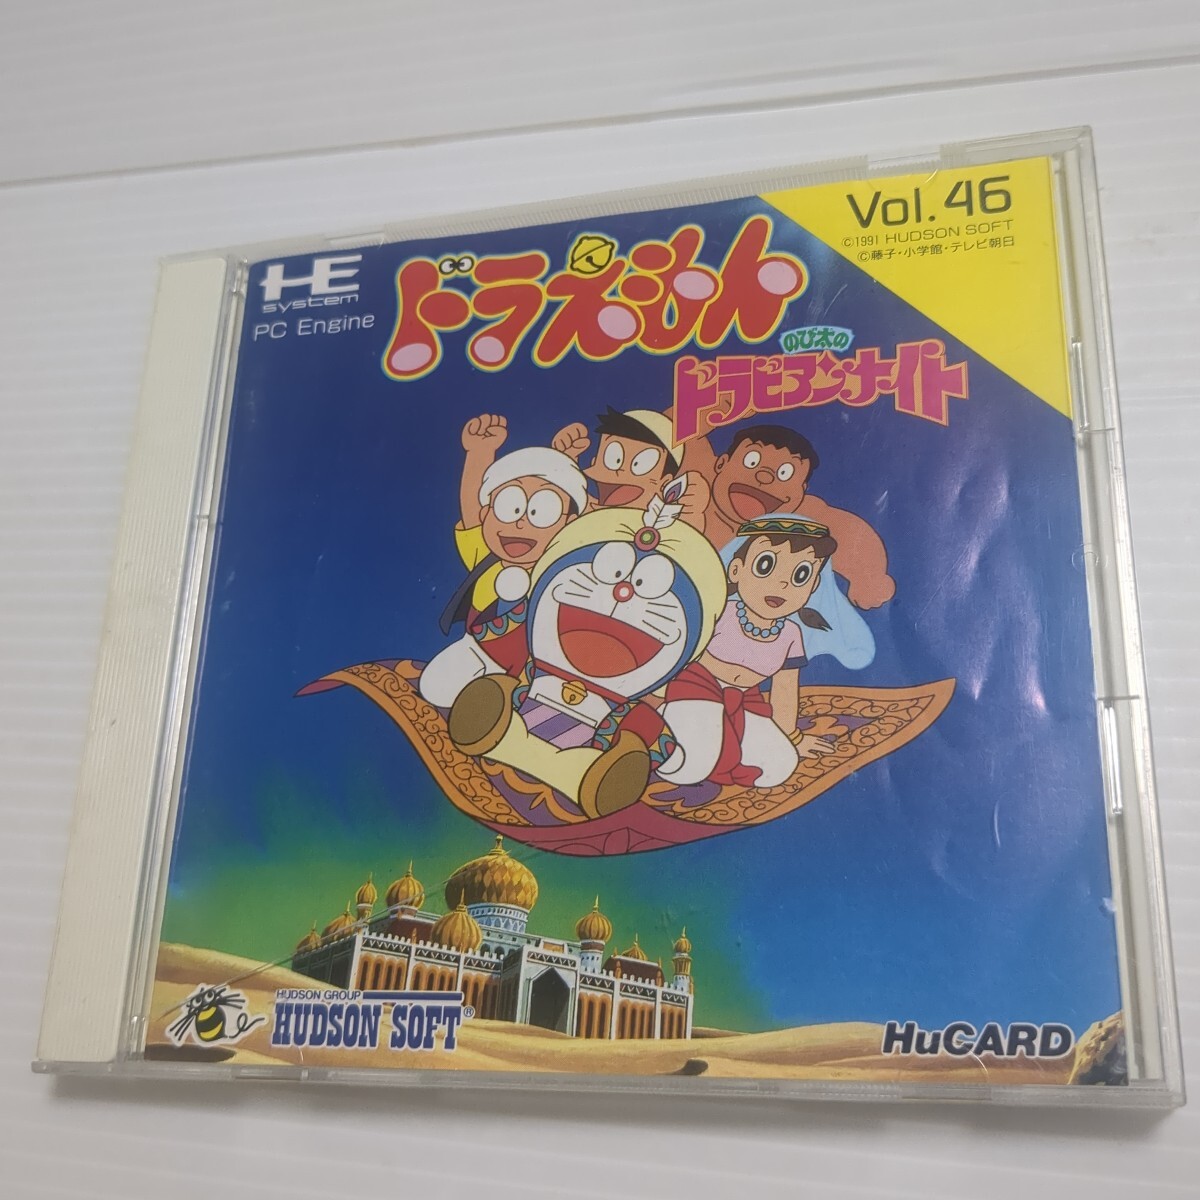 Vol. 46
©1991 HUDSON SOFT
©藤子・小学館・テレビ朝日
HE
system
PC Engine
ドラえもん
のび太の
ドラビアンナイト
HUDSON GROUP
HUDSON SOFT®
HuCARD